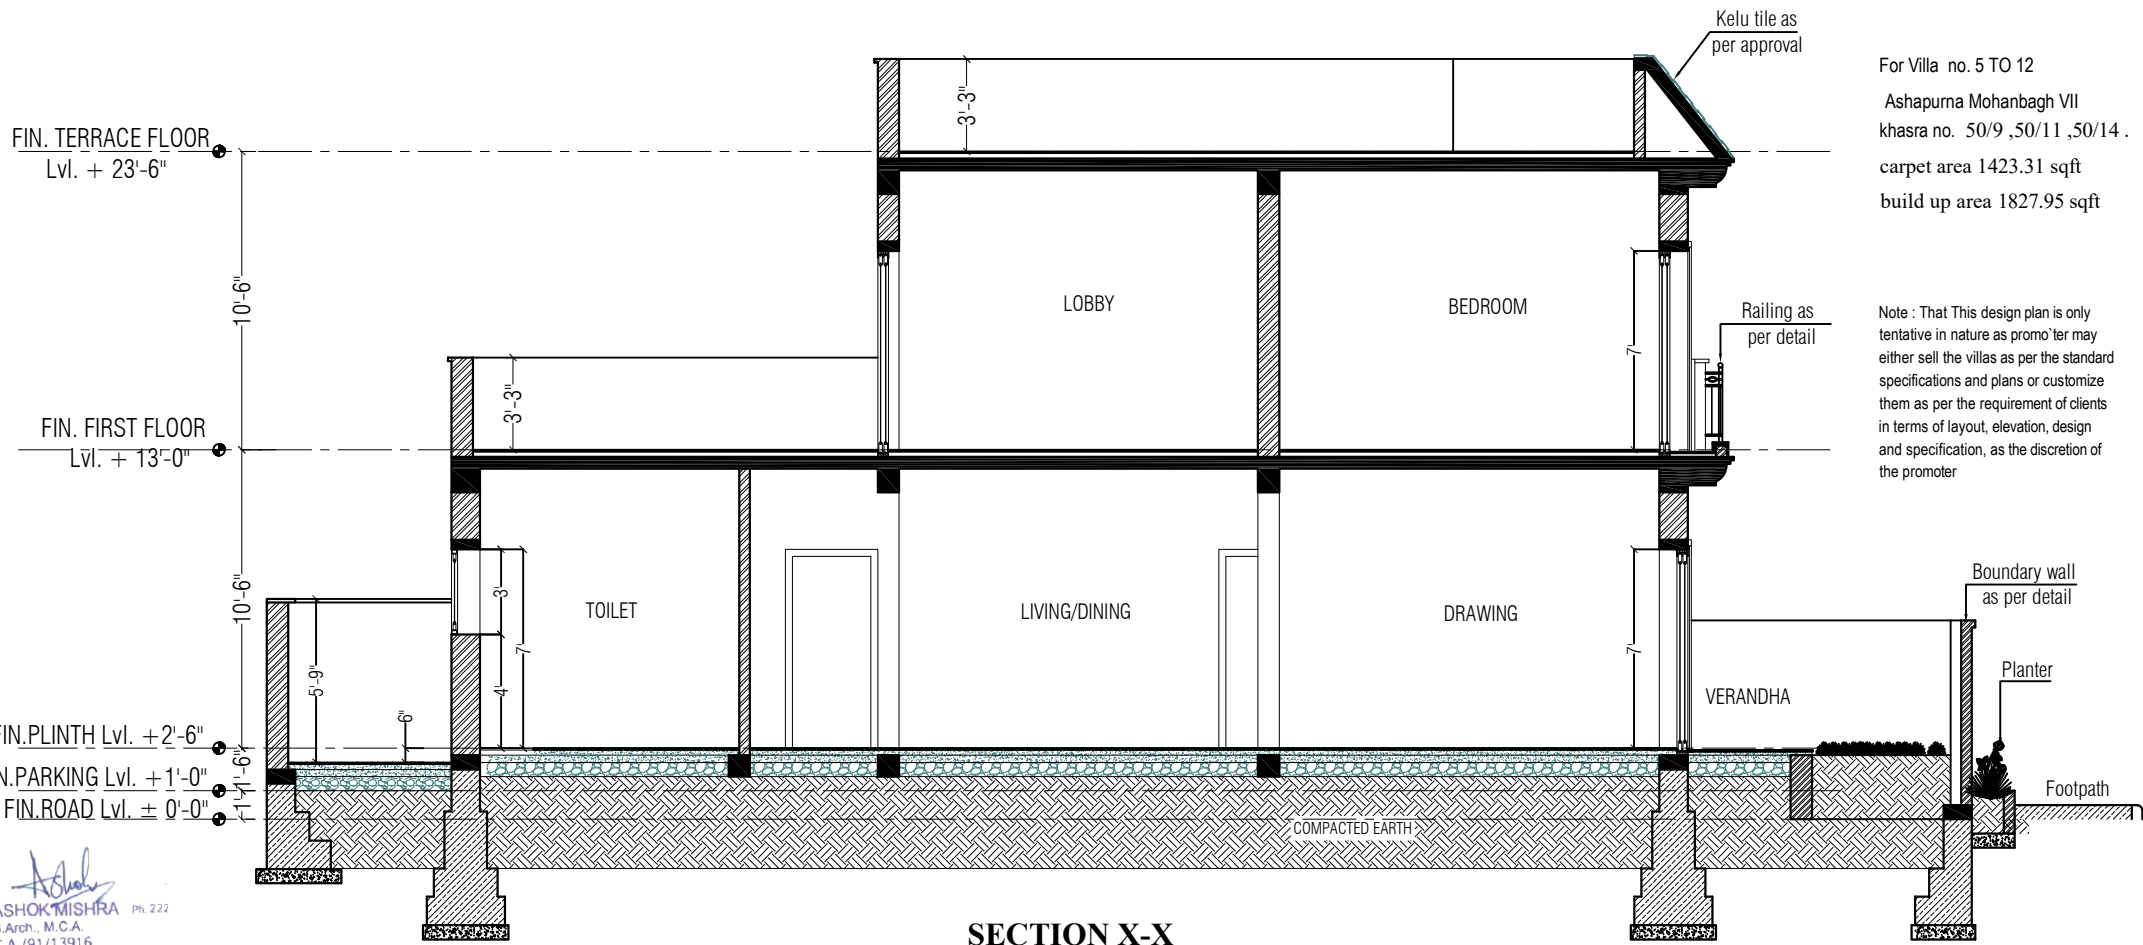 Kelu tile as
per approval
For Villa no. 5 TO 12
Ashapurna Mohanbagh VII
khasra no. 50/9 ,50/11 ,50/14 .
carpet area 1423.31 sqft
build up area 1827.95 sqft
3'-3"
FIN. TERRACE FLOOR
Lvl. + 23'-6"
10'-6"
LOBBY
BEDROOM
7'
Railing as
per detail
Note : That This design plan is only
tentative in nature as promo`ter may
either sell the villas as per the standard
specifications and plans or customize
them as per the requirement of clients
in terms of layout, elevation, design
and specification, as the discretion of
the promoter
3'-3"
FIN. FIRST FLOOR
Lvl. + 13'-0"
10'-6"
TOILET
LIVING/DINING
DRAWING
3'
7'
4'
7'
5'-9"
6"
Boundary wall
as per detail
Planter
VERANDHA
FIN.PLINTH Lvl. +2'-6"
1'-6"
N.PARKING Lvl. +1'-0"
1'
FIN.ROAD Lvl. ± 0'-0"
Footpath
COMPACTED EARTH
Ashok
ASHOK MISHRA Ph. 222
B.Arch., M.C.A.
C.A./91/13916
SECTION X-X